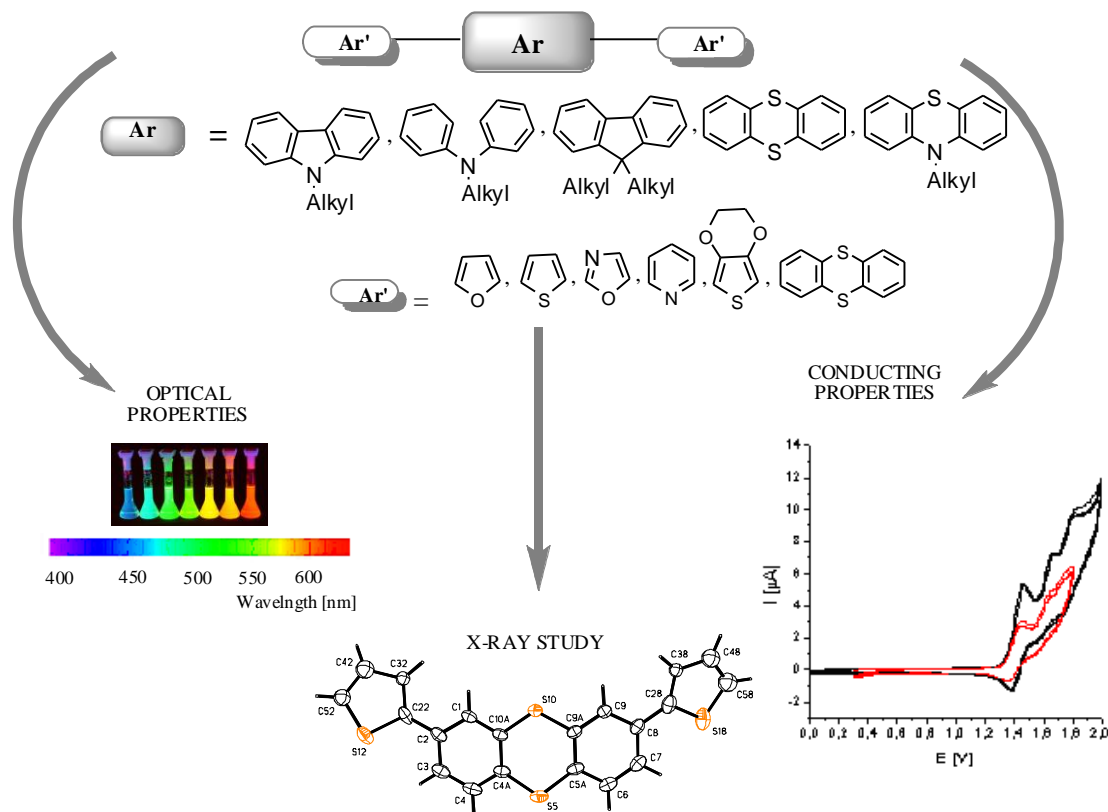 Ar' Ar Ar'
Ar = N Alkyl , N Alkyl , Alkyl Alkyl , S S , S N Alkyl
Ar' = O , S , N O , N , O O S , S S
OPTICAL
PROPERTIES
400 450 500 550 600
Wavelngth [nm]
CONDUCTING
PROPERTIES
14
12
10
8
6
4
2
0
-2
I [µA]
0,0 0,2 0,4 0,6 0,8 1,0 1,2 1,4 1,6 1,8 2,0
E [V]
X-RAY STUDY
C42 C32 C38 C48
C52 C22 C1 S10 C9 C28 C58
C10A C9A
S12 C2 C8 S18
C3 C4A C5A C7
C4 S5 C6